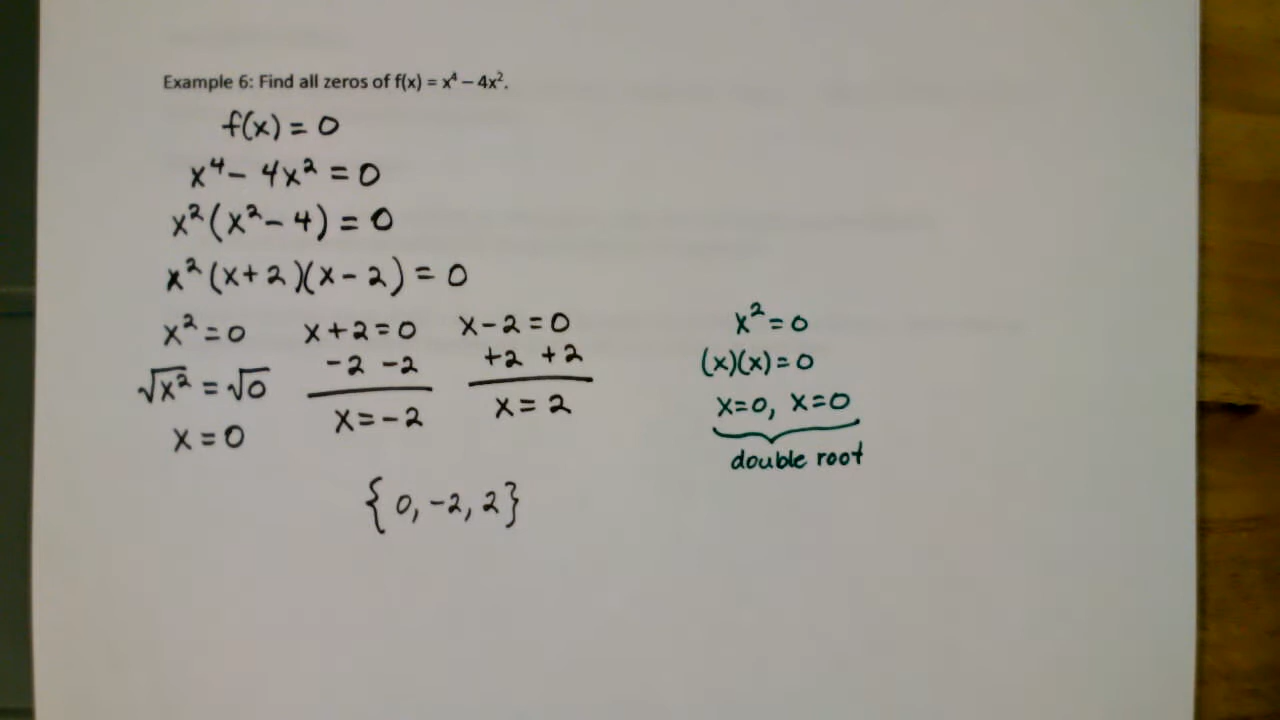 Example 6: Find all zeros of f(x) = x⁴ – 4x².
f(x) = 0
x⁴ - 4x² = 0
x²(x² - 4) = 0
x²(x+2)(x-2) = 0
x² = 0 x+2=0 x-2=0
-2 -2 +2 +2
√x² = √0
x = -2 x = 2
x = 0
{0, -2, 2}
x² = 0
(x)(x) = 0
x=0, x=0
double root